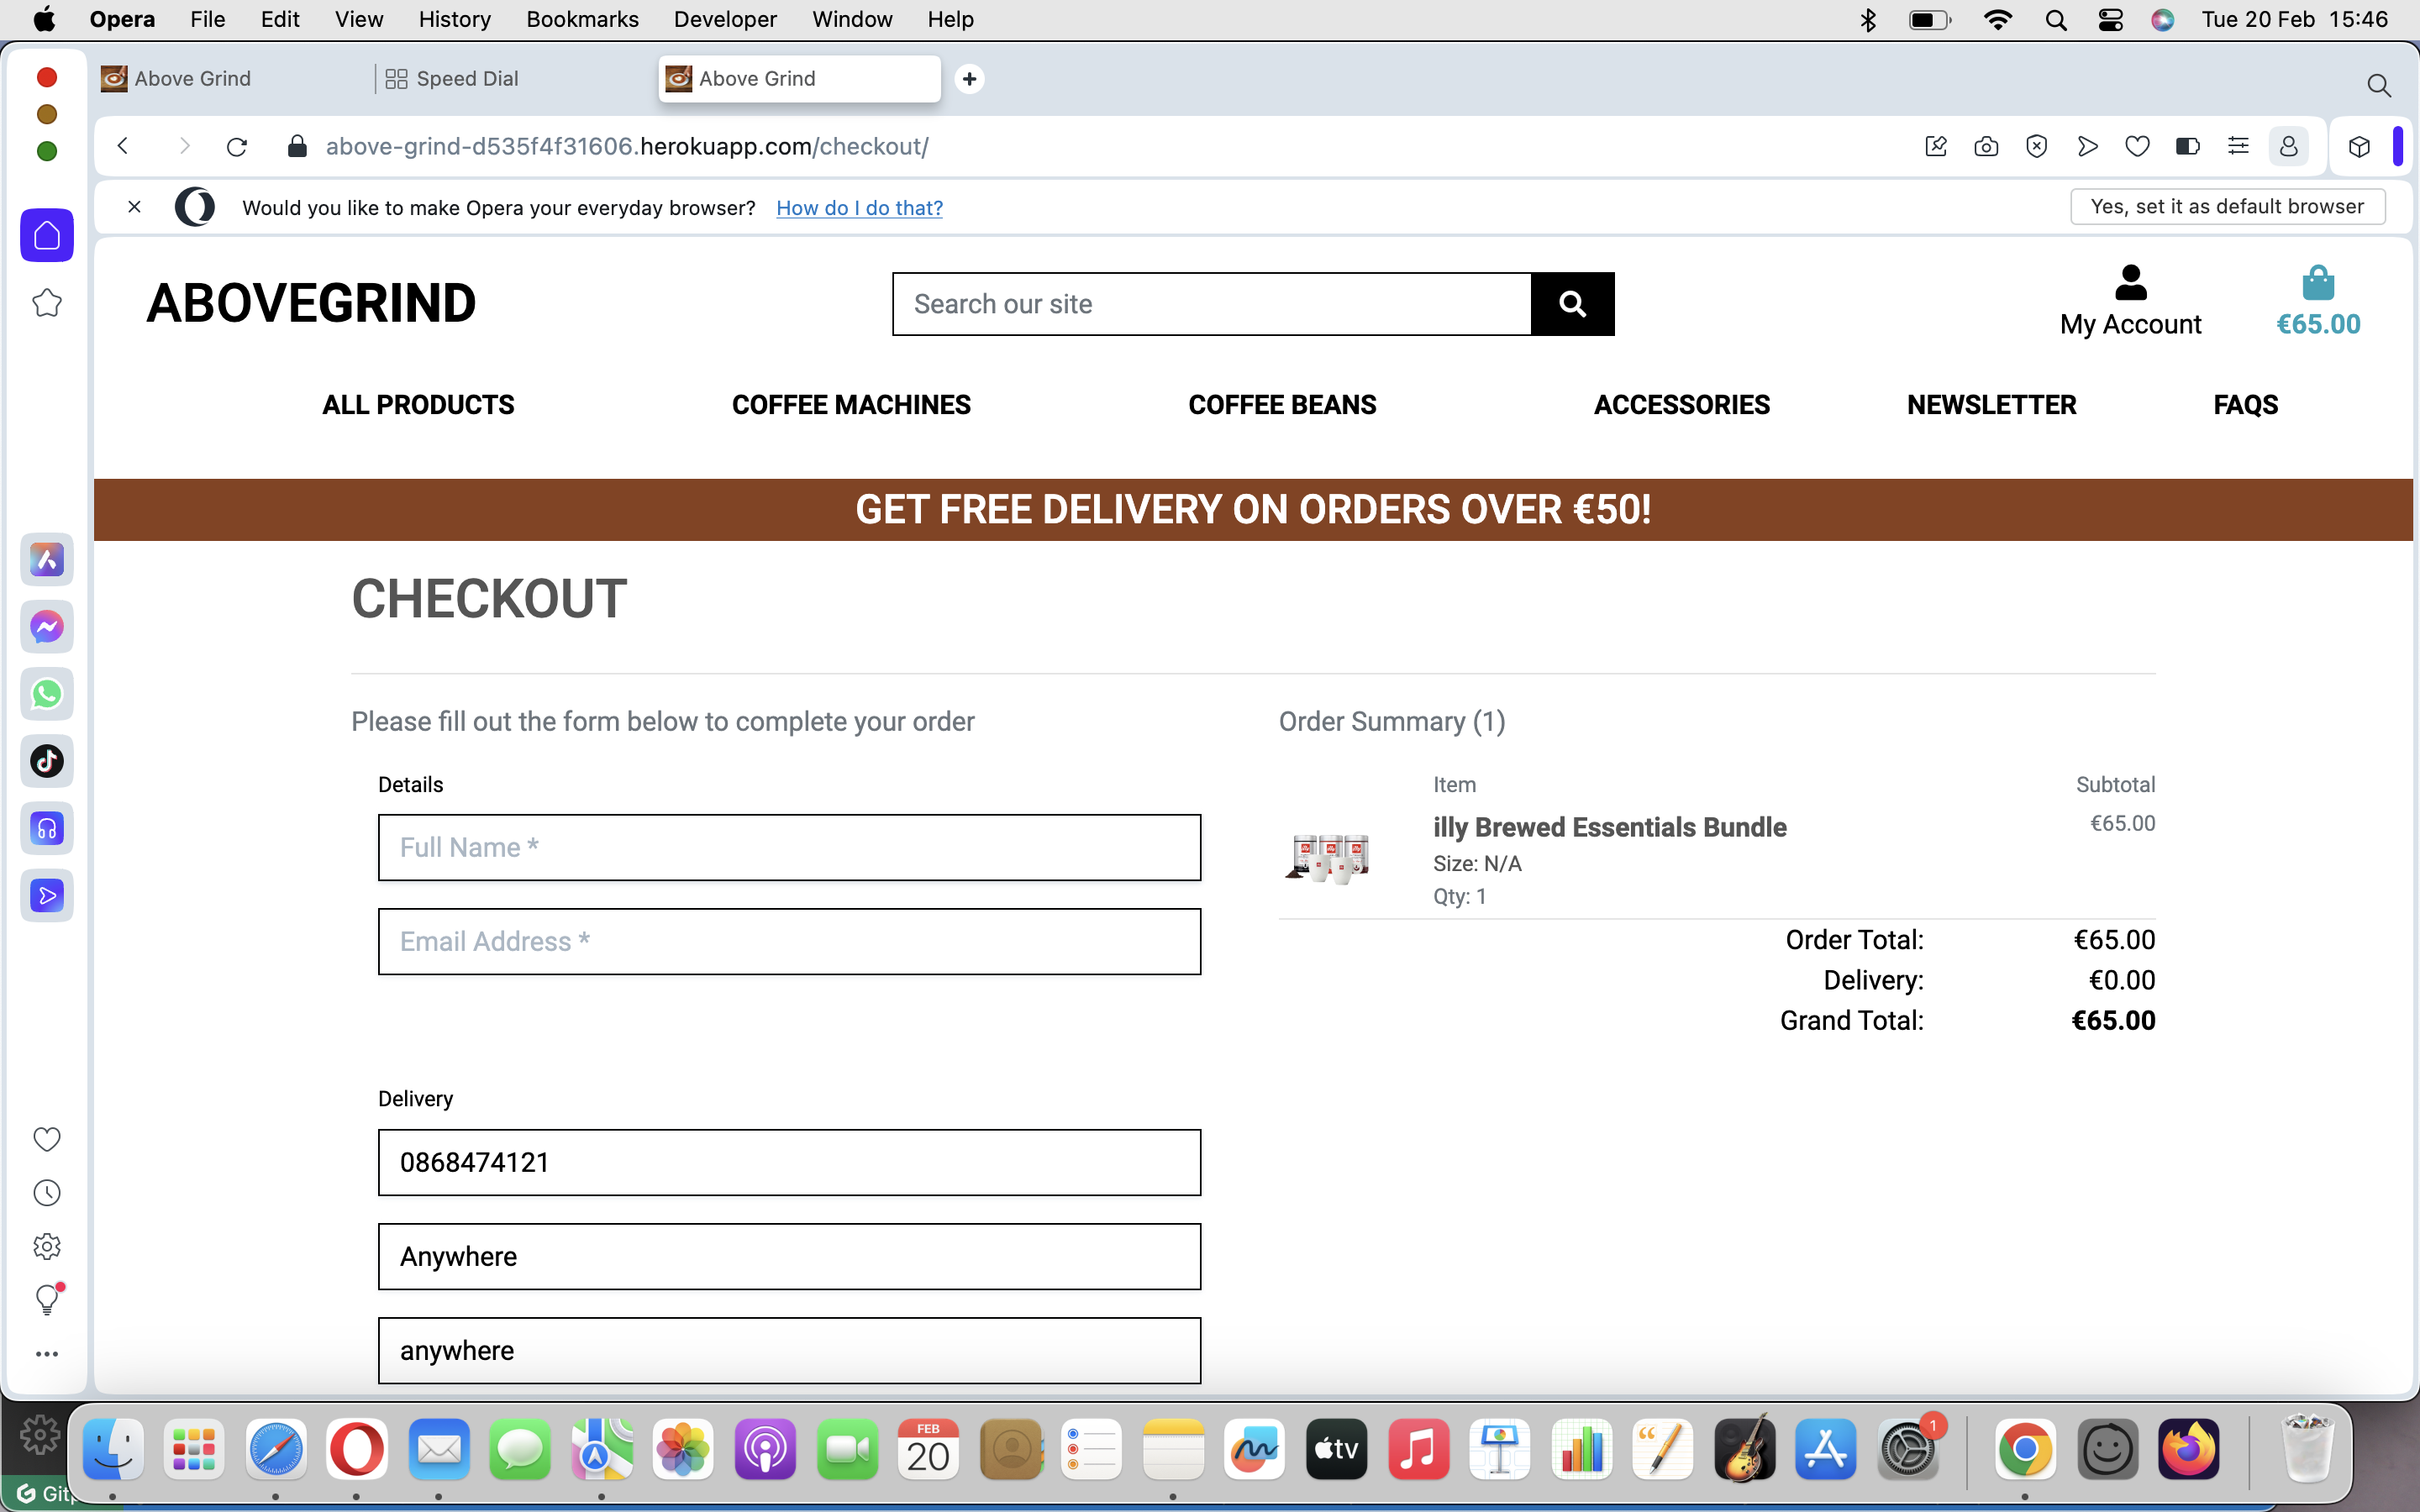 Opera File Edit View History Bookmarks Developer Window Help Tue 20 Feb 15:46
Above Grind Speed Dial Above Grind
above-grind-d535f4f31606.herokuapp.com/checkout/
Would you like to make Opera your everyday browser? How do I do that? Yes, set it as default browser
ABOVEGRIND
Search our site
My Account
€65.00
ALL PRODUCTS COFFEE MACHINES COFFEE BEANS ACCESSORIES NEWSLETTER FAQS
GET FREE DELIVERY ON ORDERS OVER €50!
CHECKOUT
Please fill out the form below to complete your order
Details
Full Name *
Email Address *
Delivery
0868474121
Anywhere
anywhere
Order Summary (1)
Item Subtotal
illy Brewed Essentials Bundle €65.00
Size: N/A
Qty: 1
Order Total: €65.00
Delivery: €0.00
Grand Total: €65.00
FEB
20
tv
1